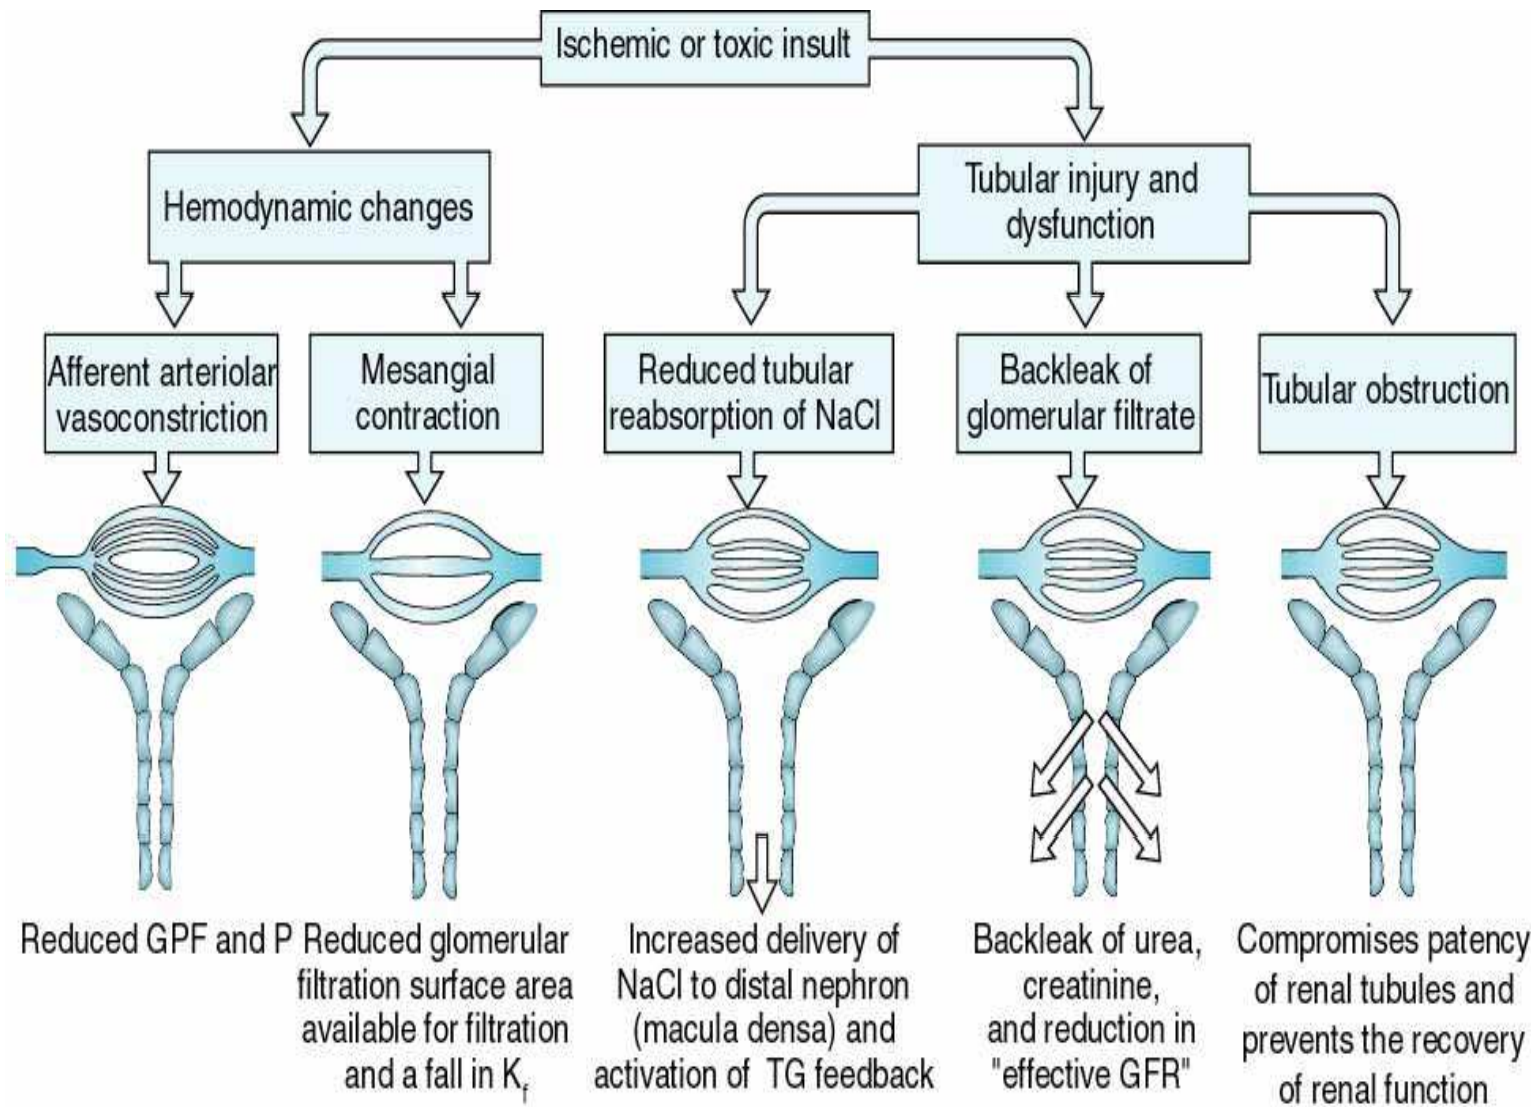 Ischemic or toxic insult
Hemodynamic changes
Tubular injury and
dysfunction
Afferent arteriolar
vasoconstriction
Mesangial
contraction
Reduced tubular
reabsorption of NaCl
Backleak of
glomerular filtrate
Tubular obstruction
Reduced GPF and P
Reduced glomerular
filtration surface area
available for filtration
and a fall in Kf
Increased delivery of
NaCl to distal nephron
(macula densa) and
activation of TG feedback
Backleak of urea,
creatinine,
and reduction in
"effective GFR"
Compromises patency
of renal tubules and
prevents the recovery
of renal function